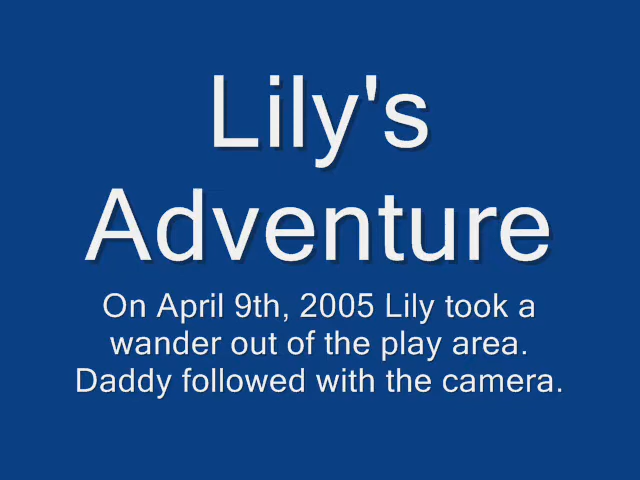 Lily's
Adventure
On April 9th, 2005 Lily took a
wander out of the play area.
Daddy followed with the camera.